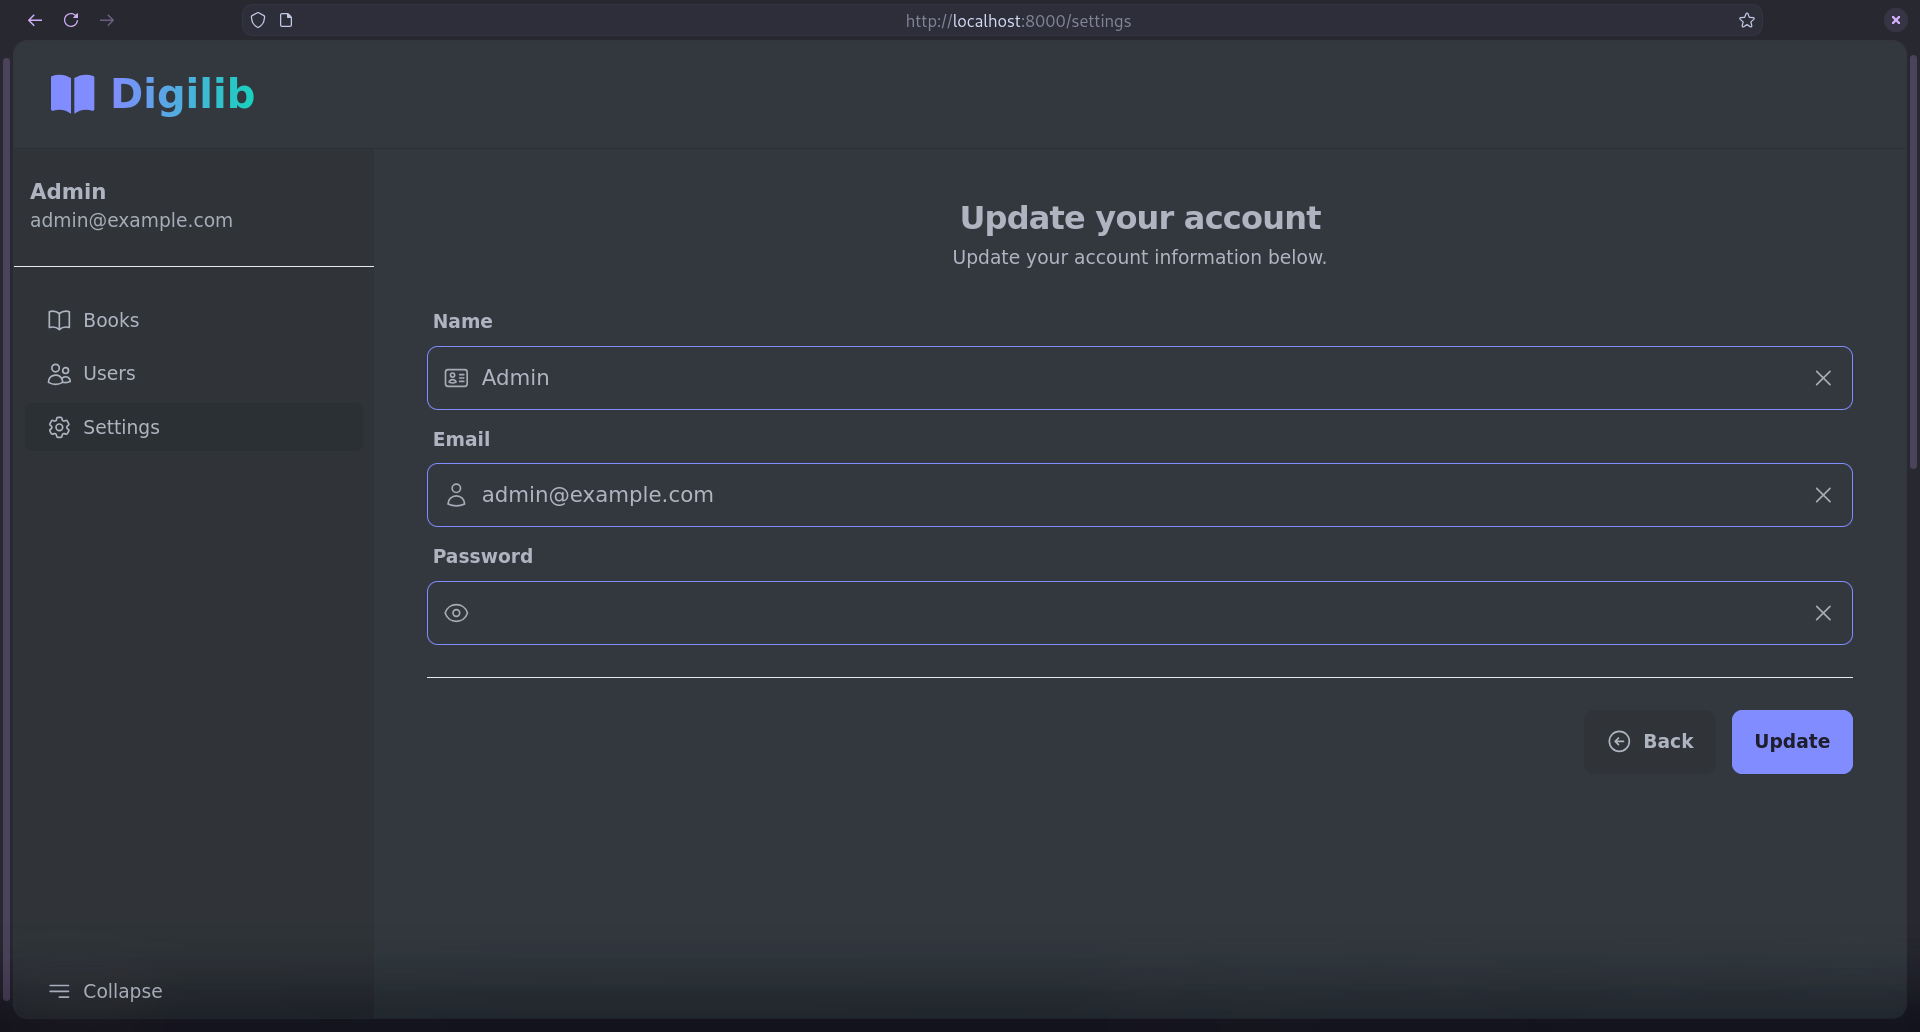 http://localhost:8000/settings
Digilib
Admin
admin@example.com
Books
Users
Settings
Collapse
Update your account
Update your account information below.
Name
Admin
Email
admin@example.com
Password
Back
Update